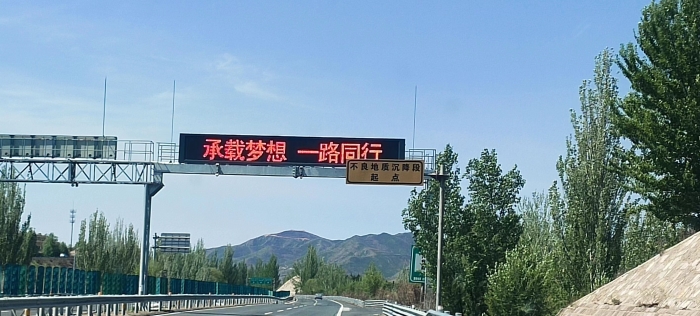 承载梦想 一路同行
不良地质沉降段
起点